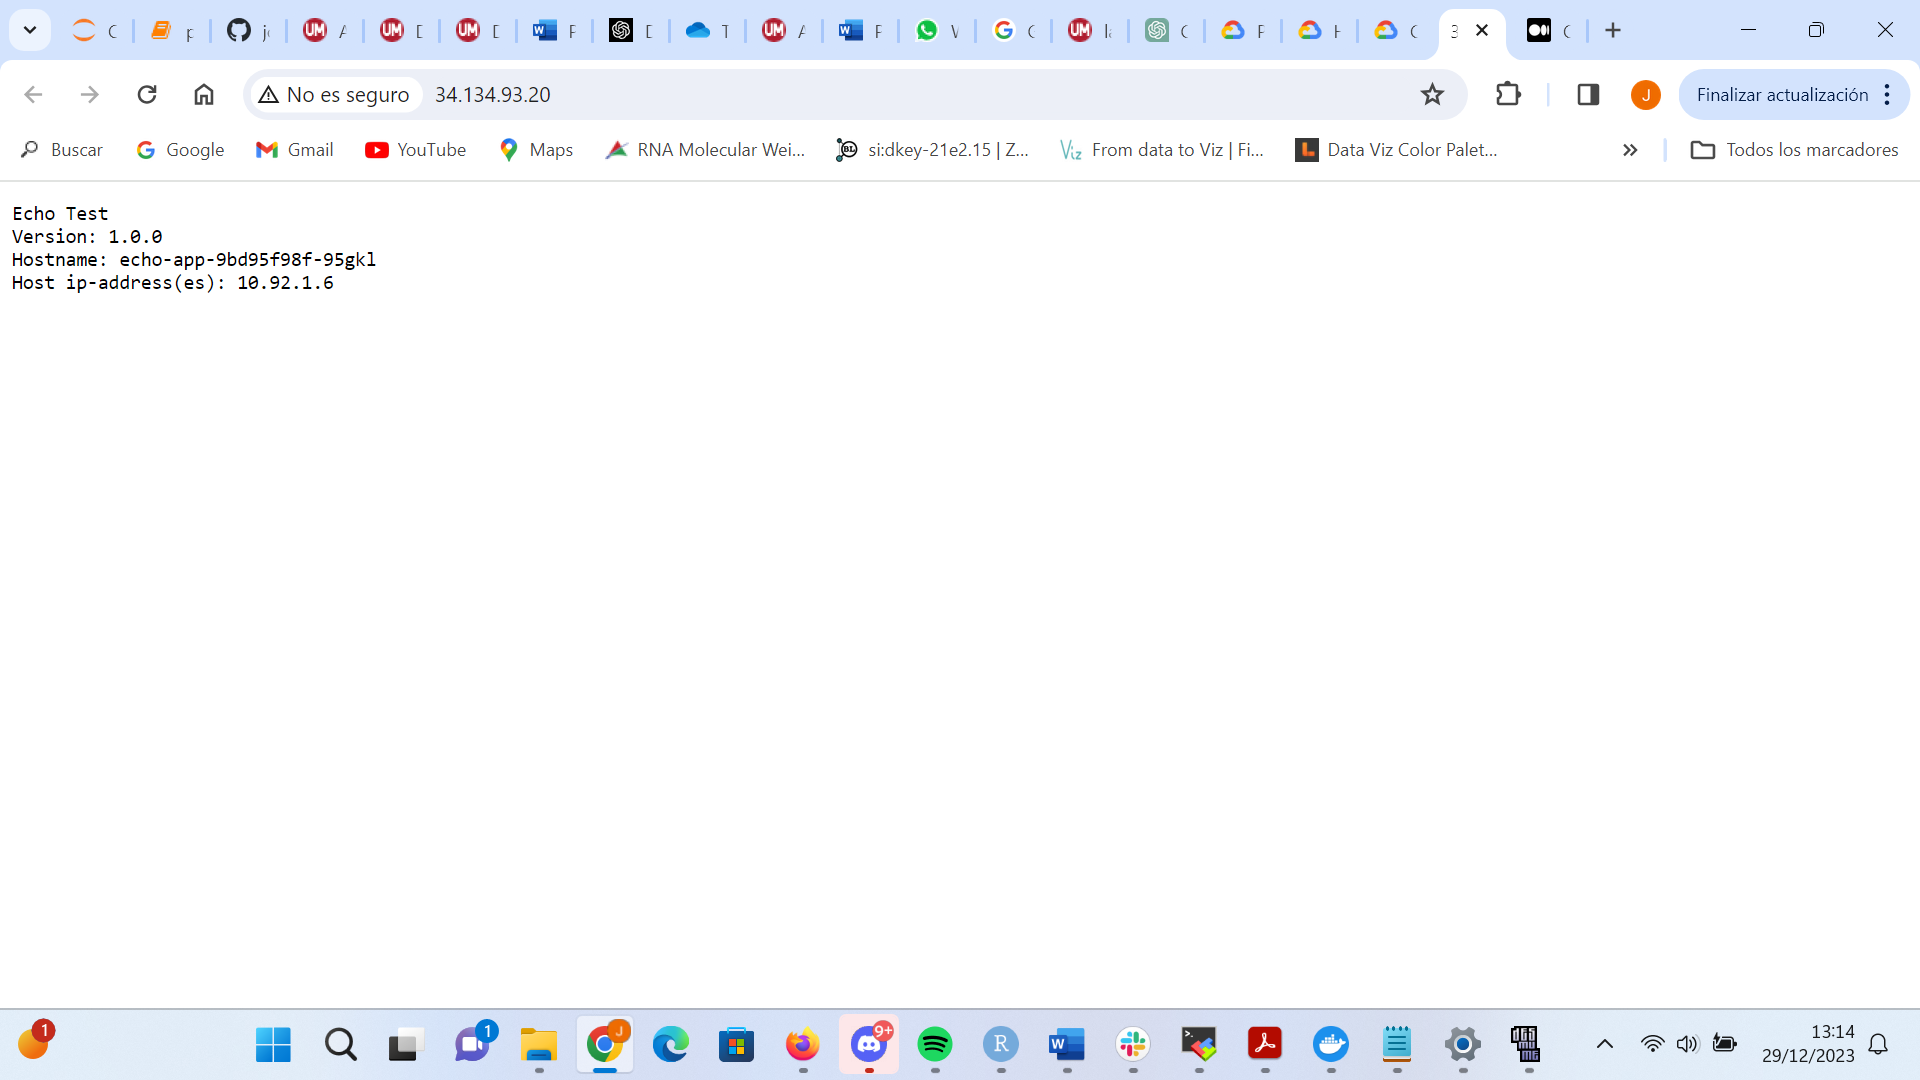 No es seguro
34.134.93.20
Finalizar actualización
Buscar
Google
Gmail
YouTube
Maps
RNA Molecular Wei...
si:dkey-21e2.15 | Z...
From data to Viz | Fi...
Data Viz Color Palet...
Todos los marcadores
Echo Test
Version: 1.0.0
Hostname: echo-app-9bd95f98f-95gkl
Host ip-address(es): 10.92.1.6
1
1
J
9+
13:14
29/12/2023